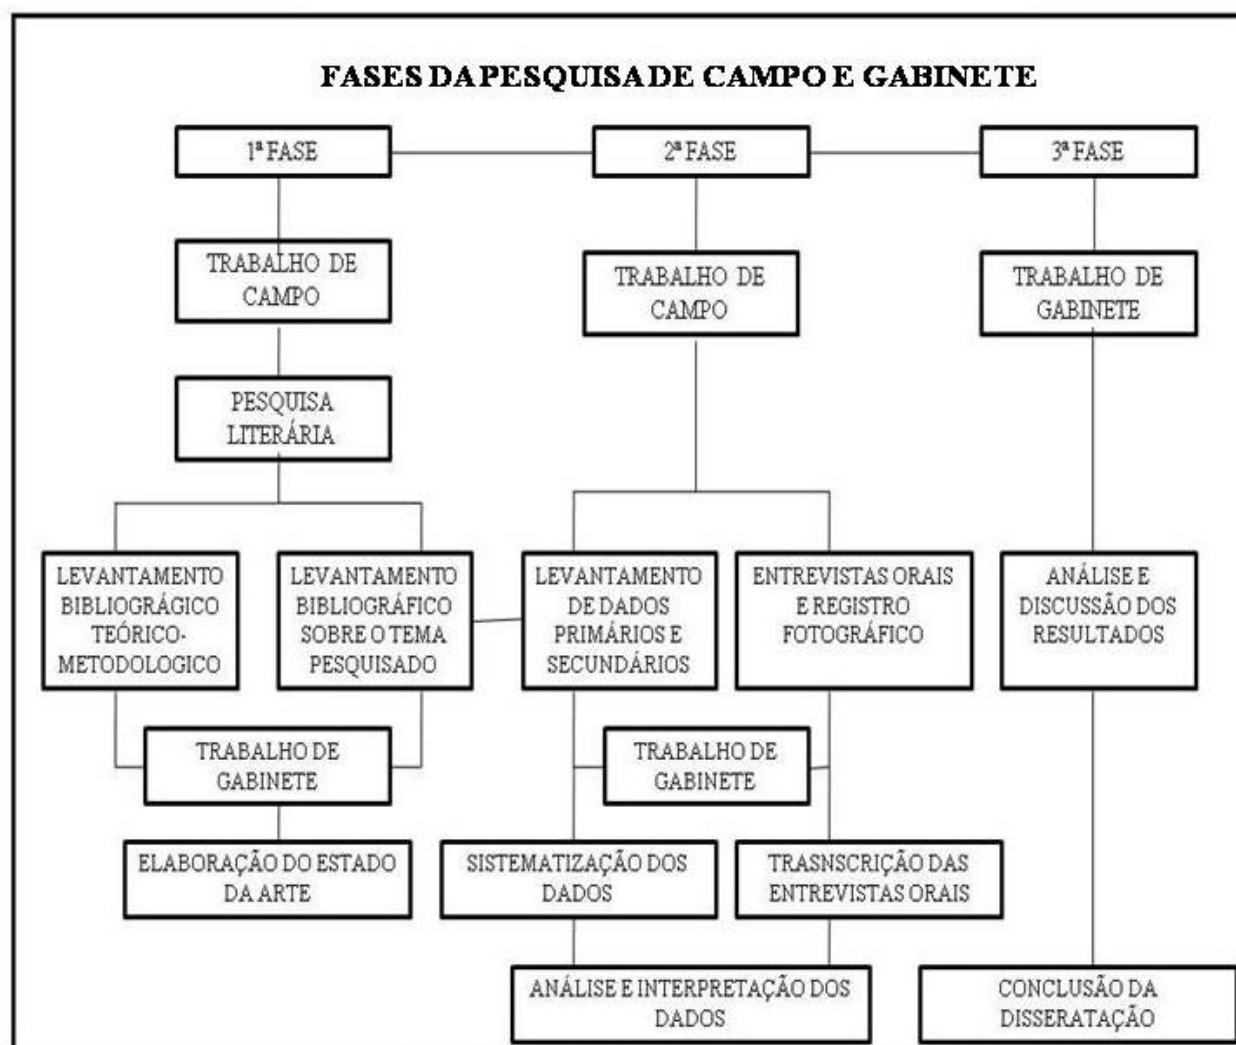 FASES DA PESQUISA DE CAMPO E GABINETE
1ª FASE
2ª FASE
3ª FASE
TRABALHO DE
CAMPO
TRABALHO DE
CAMPO
TRABALHO DE
GABINETE
PESQUISA
LITERÁRIA
LEVANTAMENTO
BIBLIOGRÁGICO
TEÓRICO-
METODOLOGICO
LEVANTAMENTO
BIBLIOGRÁFICO
SOBRE O TEMA
PESQUISADO
LEVANTAMENTO
DE DADOS
PRIMÁRIOS E
SECUNDÁRIOS
ENTREVISTAS ORAIS
E REGISTRO
FOTOGRÁFICO
ANÁLISE E
DISCUSSÃO DOS
RESULTADOS
TRABALHO DE
GABINETE
TRABALHO DE
GABINETE
ELABORAÇÃO DO ESTADO
DA ARTE
SISTEMATIZAÇÃO DOS
DADOS
TRASNSCRIÇÃO DAS
ENTREVISTAS ORAIS
ANÁLISE E INTERPRETAÇÃO DOS
DADOS
CONCLUSÃO DA
DISSERATAÇÃO